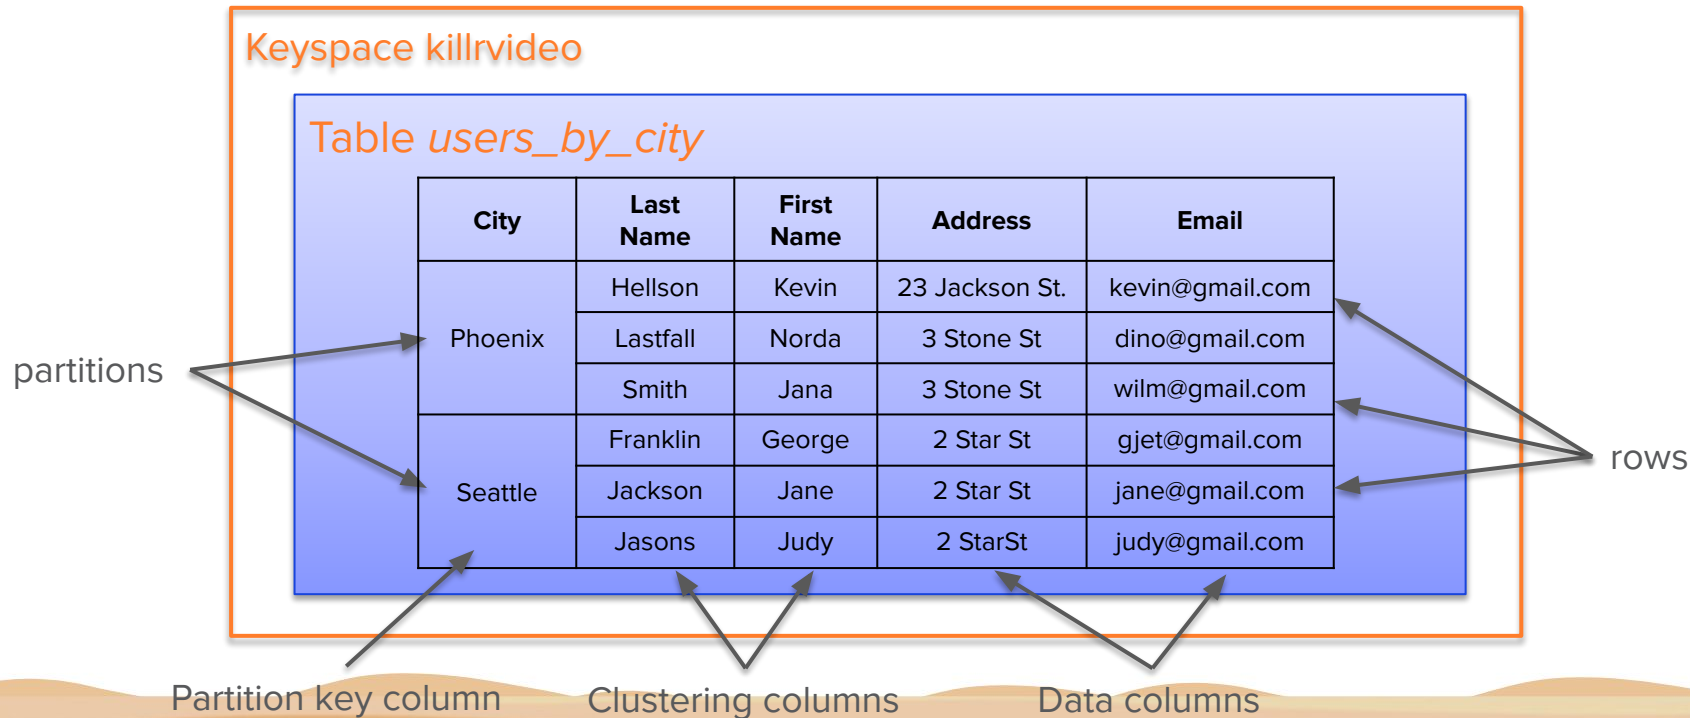 Keyspace killrvideo
Table users_by_city
City Last Name First Name Address Email
Phoenix
Hellson Kevin 23 Jackson St. kevin@gmail.com
Lastfall Norda 3 Stone St dino@gmail.com
Smith Jana 3 Stone St wilm@gmail.com
Seattle
Franklin George 2 Star St gjet@gmail.com
Jackson Jane 2 Star St jane@gmail.com
Jasons Judy 2 StarSt judy@gmail.com
partitions
rows
Partition key column
Clustering columns
Data columns